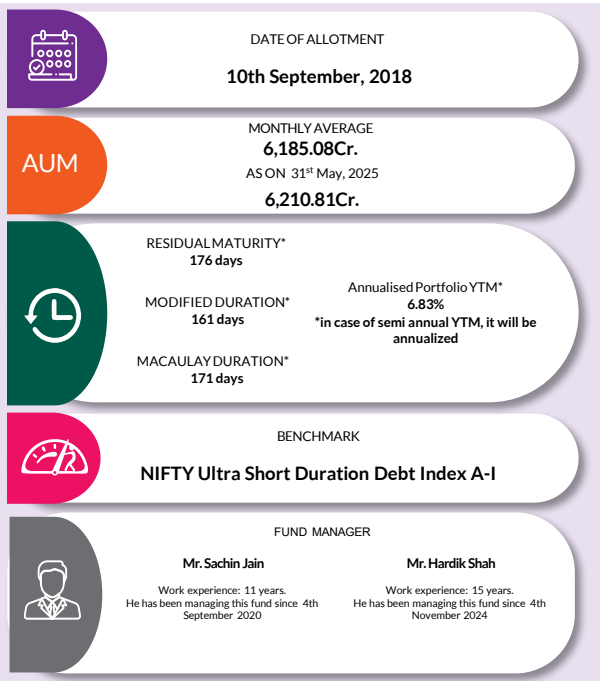 DATE OF ALLOTMENT
10th September, 2018
AUM
MONTHLY AVERAGE
6,185.08Cr.
AS ON 31st May, 2025
6,210.81Cr.
RESIDUAL MATURITY*
176 days
MODIFIED DURATION*
161 days
MACAULAY DURATION*
171 days
Annualised Portfolio YTM*
6.83%
*in case of semi annual YTM, it will be
annualized
BENCHMARK
NIFTY Ultra Short Duration Debt Index A-I
FUND MANAGER
Mr. Sachin Jain
Work experience: 11 years.
He has been managing this fund since 4th
September 2020
Mr. Hardik Shah
Work experience: 15 years.
He has been managing this fund since 4th
November 2024